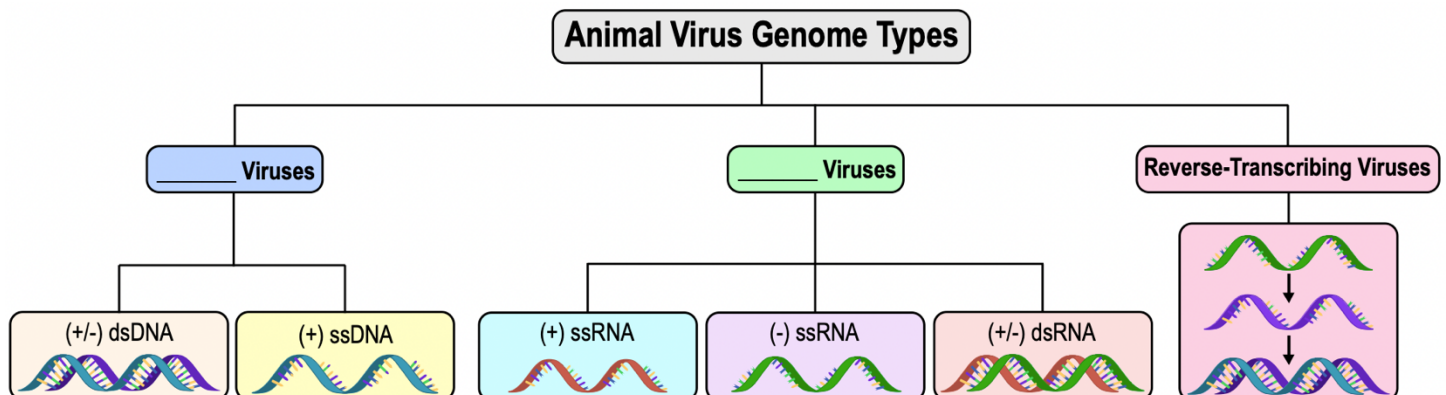 Animal Virus Genome Types
_______ Viruses
_______ Viruses
Reverse-Transcribing Viruses
(+/-) dsDNA
(+) ssDNA
(+) ssRNA
(-) ssRNA
(+/-) dsRNA